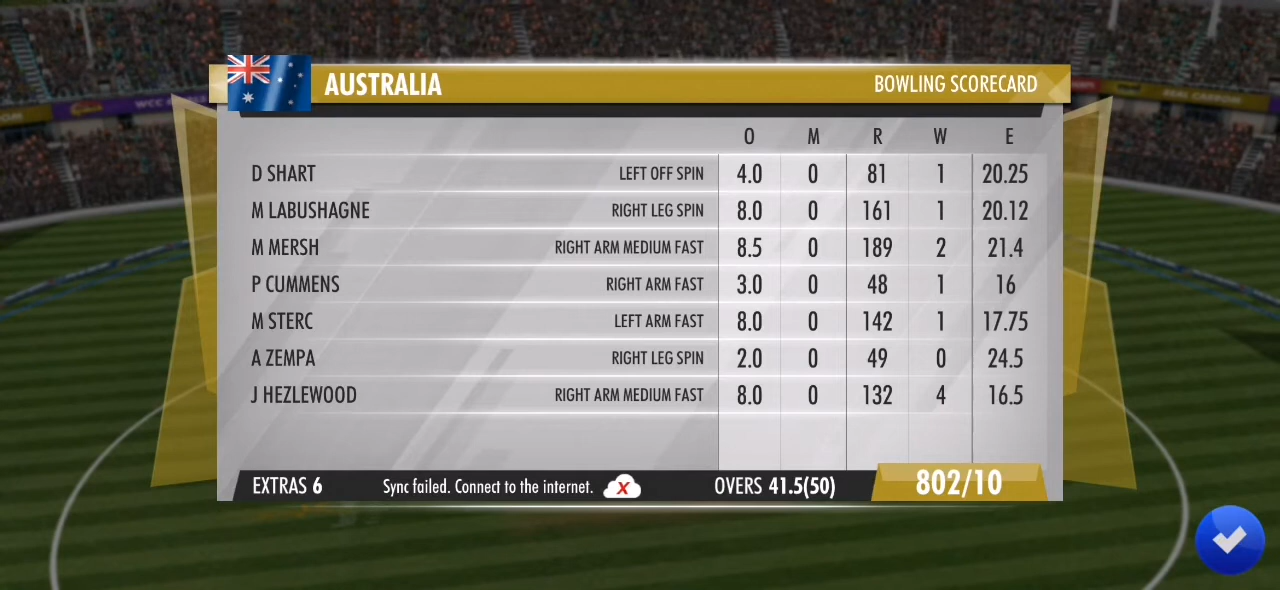 AUSTRALIA BOWLING SCORECARD
WCC
O M R W E
D SHART LEFT OFF SPIN 4.0 0 81 1 20.25
M LABUSHAGNE RIGHT LEG SPIN 8.0 0 161 1 20.12
M MERSH RIGHT ARM MEDIUM FAST 8.5 0 189 2 21.4
P CUMMENS RIGHT ARM FAST 3.0 0 48 1 16
M STERC LEFT ARM FAST 8.0 0 142 1 17.75
A ZEMPA RIGHT LEG SPIN 2.0 0 49 0 24.5
J HEZLEWOOD RIGHT ARM MEDIUM FAST 8.0 0 132 4 16.5
EXTRAS 6 Sync failed. Connect to the internet. X OVERS 41.5(50) 802/10